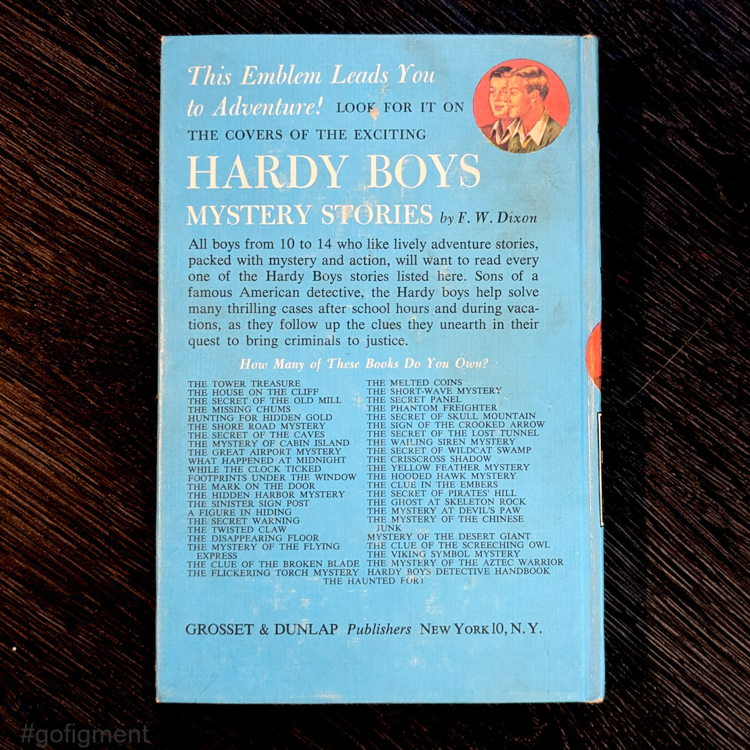 This Emblem Leads You
to Adventure! LOOK FOR IT ON
THE COVERS OF THE EXCITING
HARDY BOYS
MYSTERY STORIES by F. W. Dixon
All boys from 10 to 14 who like lively adventure stories,
packed with mystery and action, will want to read every
one of the Hardy Boys stories listed here. Sons of a
famous American detective, the Hardy boys help solve
many thrilling cases after school hours and during vaca-
tions, as they follow up the clues they unearth in their
quest to bring criminals to justice.
How Many of These Books Do You Own?
THE TOWER TREASURE
THE HOUSE ON THE CLIFF
THE SECRET OF THE OLD MILL
THE MISSING CHUMS
HUNTING FOR HIDDEN GOLD
THE SHORE ROAD MYSTERY
THE SECRET OF THE CAVES
THE MYSTERY OF CABIN ISLAND
THE GREAT AIRPORT MYSTERY
WHAT HAPPENED AT MIDNIGHT
WHILE THE CLOCK TICKED
FOOTPRINTS UNDER THE WINDOW
THE MARK ON THE DOOR
THE HIDDEN HARBOR MYSTERY
THE SINISTER SIGN POST
A FIGURE IN HIDING
THE SECRET WARNING
THE TWISTED CLAW
THE DISAPPEARING FLOOR
THE MYSTERY OF THE FLYING
EXPRESS
THE CLUE OF THE BROKEN BLADE
THE FLICKERING TORCH MYSTERY
THE MELTED COINS
THE SHORT-WAVE MYSTERY
THE SECRET PANEL
THE PHANTOM FREIGHTER
THE SECRET OF SKULL MOUNTAIN
THE SIGN OF THE CROOKED ARROW
THE SECRET OF THE LOST TUNNEL
THE WAILING SIREN MYSTERY
THE SECRET OF WILDCAT SWAMP
THE CRISSCROSS SHADOW
THE YELLOW FEATHER MYSTERY
THE HOODED HAWK MYSTERY
THE CLUE IN THE EMBERS
THE SECRET OF PIRATES' HILL
THE GHOST AT SKELETON ROCK
THE MYSTERY AT DEVIL'S PAW
THE MYSTERY OF THE CHINESE
JUNK
MYSTERY OF THE DESERT GIANT
THE CLUE OF THE SCREECHING OWL
THE VIKING SYMBOL MYSTERY
THE MYSTERY OF THE AZTEC WARRIOR
HARDY BOYS DETECTIVE HANDBOOK
THE HAUNTED FORT
GROSSET & DUNLAP Publishers NEW YORK 10, N. Y.
#gofigment